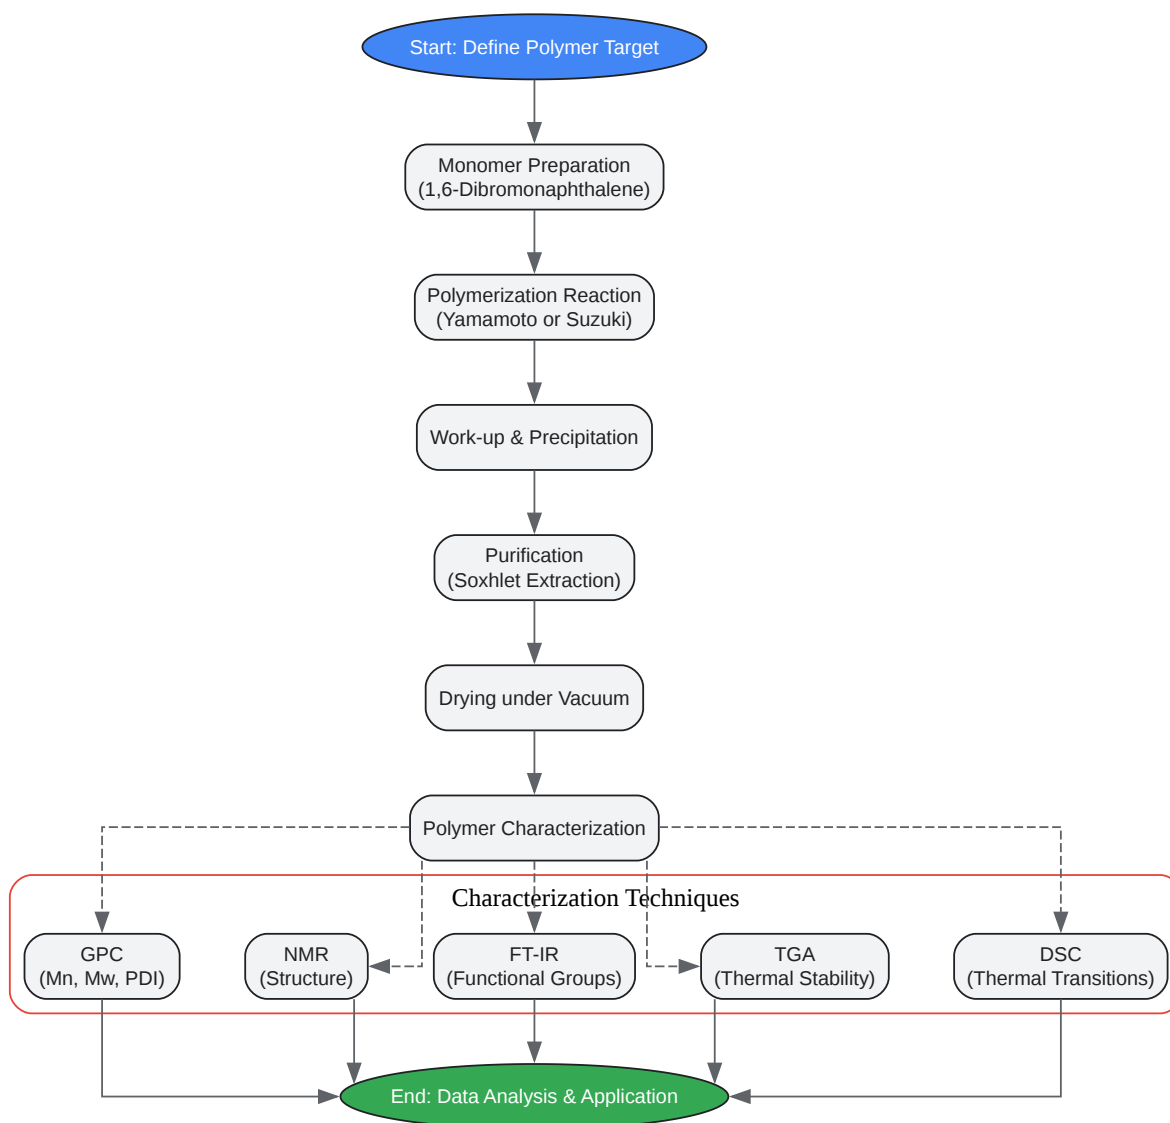 Start: Define Polymer Target
Monomer Preparation
(1,6-Dibromonaphthalene)
Polymerization Reaction
(Yamamoto or Suzuki)
Work-up & Precipitation
Purification
(Soxhlet Extraction)
Drying under Vacuum
Polymer Characterization
Characterization Techniques
GPC
(Mn, Mw, PDI)
NMR
(Structure)
FT-IR
(Functional Groups)
TGA
(Thermal Stability)
DSC
(Thermal Transitions)
End: Data Analysis & Application